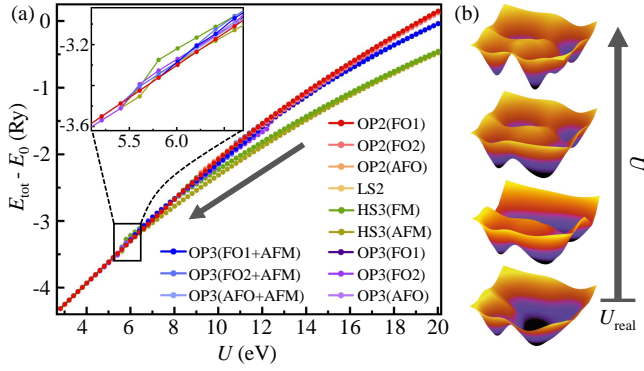 (a)
0
-1
-2
-3
-4
E_tot - E_0 (Ry)
-3.2
-3.6
5.4
6.0
OP2(FO1)
OP2(FO2)
OP2(AFO)
LS2
HS3(FM)
HS3(AFM)
OP3(FO1+AFM)
OP3(FO2+AFM)
OP3(AFO+AFM)
OP3(FO1)
OP3(FO2)
OP3(AFO)
4
6
8
10
12
14
16
18
20
U (eV)
(b)
U
U_real